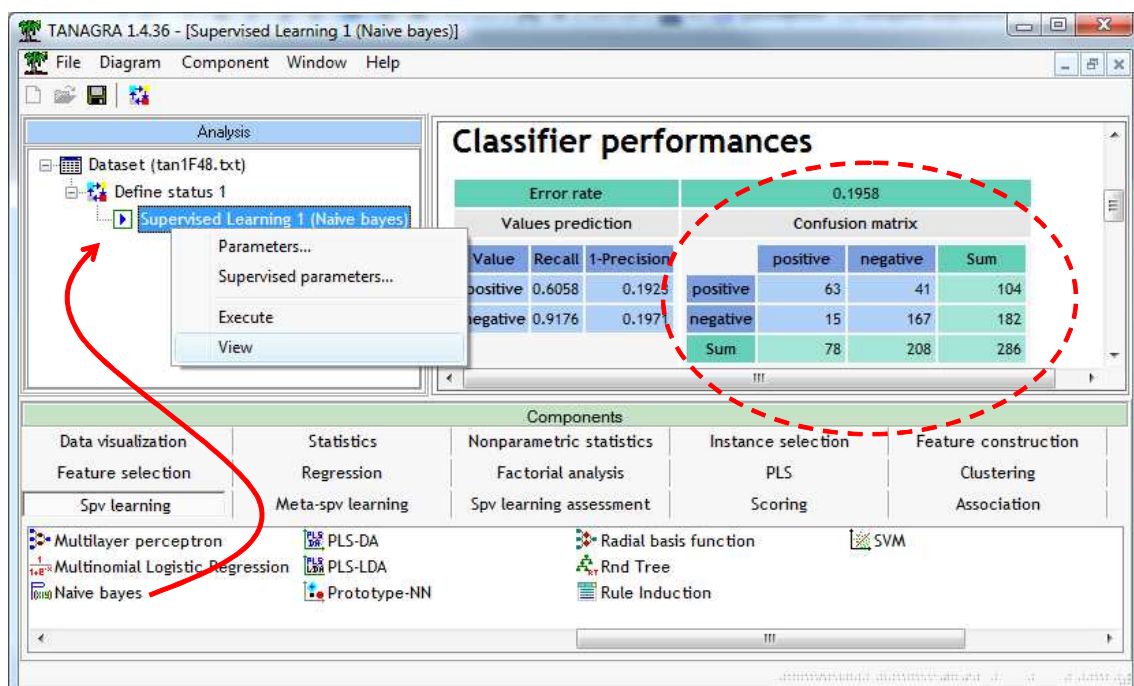 TANAGRA 1.4.36 - [Supervised Learning 1 (Naive bayes)]
File Diagram Component Window Help
Analysis
Dataset (tan1F48.txt)
Define status 1
Supervised Learning 1 (Naive bayes)
Parameters...
Supervised parameters...
Execute
View
Classifier performances
Error rate 0.1958
Values prediction Confusion matrix
Value Recall 1-Precision positive negative Sum
positive 0.6058 0.1923 positive 63 41 104
negative 0.9176 0.1971 negative 15 167 182
Sum 78 208 286
Components
Data visualization Statistics Nonparametric statistics Instance selection Feature construction
Feature selection Regression Factorial analysis PLS Clustering
Spv learning Meta-spv learning Spv learning assessment Scoring Association
Multilayer perceptron PLS-DA Radial basis function SVM
Multinomial Logistic Regression PLS-LDA Rnd Tree
Naive bayes Prototype-NN Rule Induction